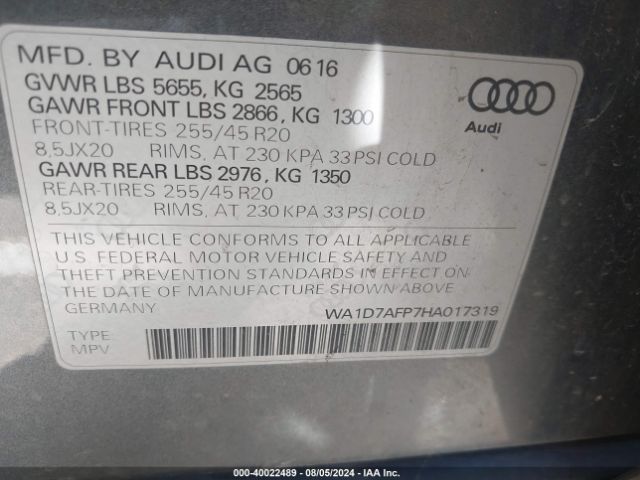 MFD. BY AUDI AG 0616
GVWR LBS 5655, KG 2565
GAWR FRONT LBS 2866, KG 1300
FRONT-TIRES 255/45 R20
8,5JX20 RIMS, AT 230 KPA 33 PSI COLD
GAWR REAR LBS 2976, KG 1350
REAR-TIRES 255/45 R20
8,5JX20 RIMS, AT 230 KPA 33 PSI COLD
Audi
THIS VEHICLE CONFORMS TO ALL APPLICABLE
U.S. FEDERAL MOTOR VEHICLE SAFETY AND
THEFT PREVENTION STANDARDS IN EFFECT ON
THE DATE OF MANUFACTURE SHOWN ABOVE
GERMANY WA1D7AFP7HA017319
TYPE:
MPV
000-40022489 - 08/05/2024 - IAA Inc.